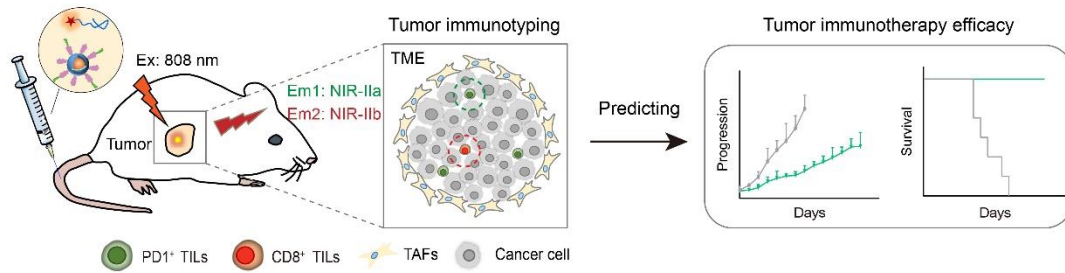 Tumor immunotyping
Tumor immunotherapy efficacy
Ex: 808 nm
TME
Em1: NIR-IIa
Em2: NIR-IIb
Tumor
Predicting
Progression
Days
Survival
Days
PD1⁺ TILs
CD8⁺ TILs
TAFs
Cancer cell